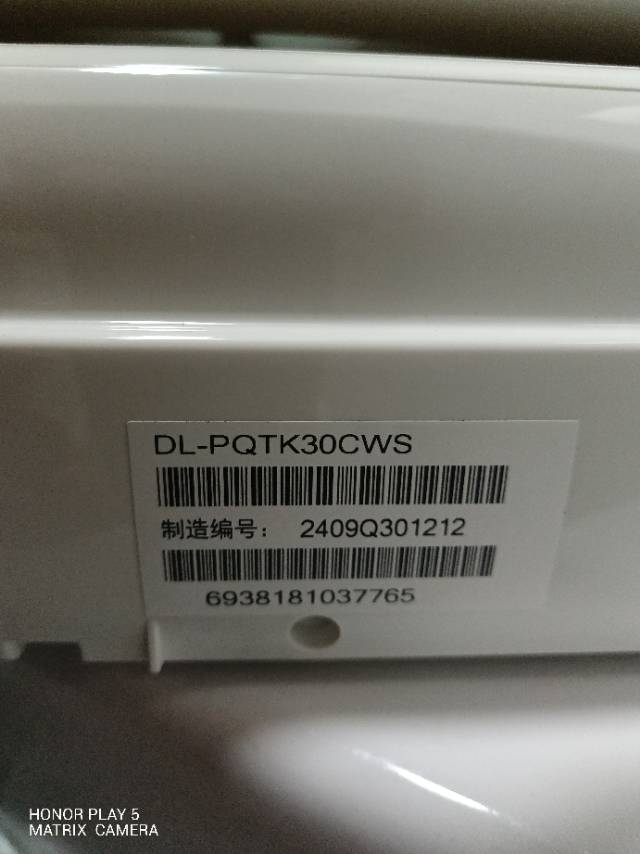 DL-PQTK30CWS
制造编号： 2409Q301212
6938181037765
HONOR PLAY 5
MATRIX CAMERA